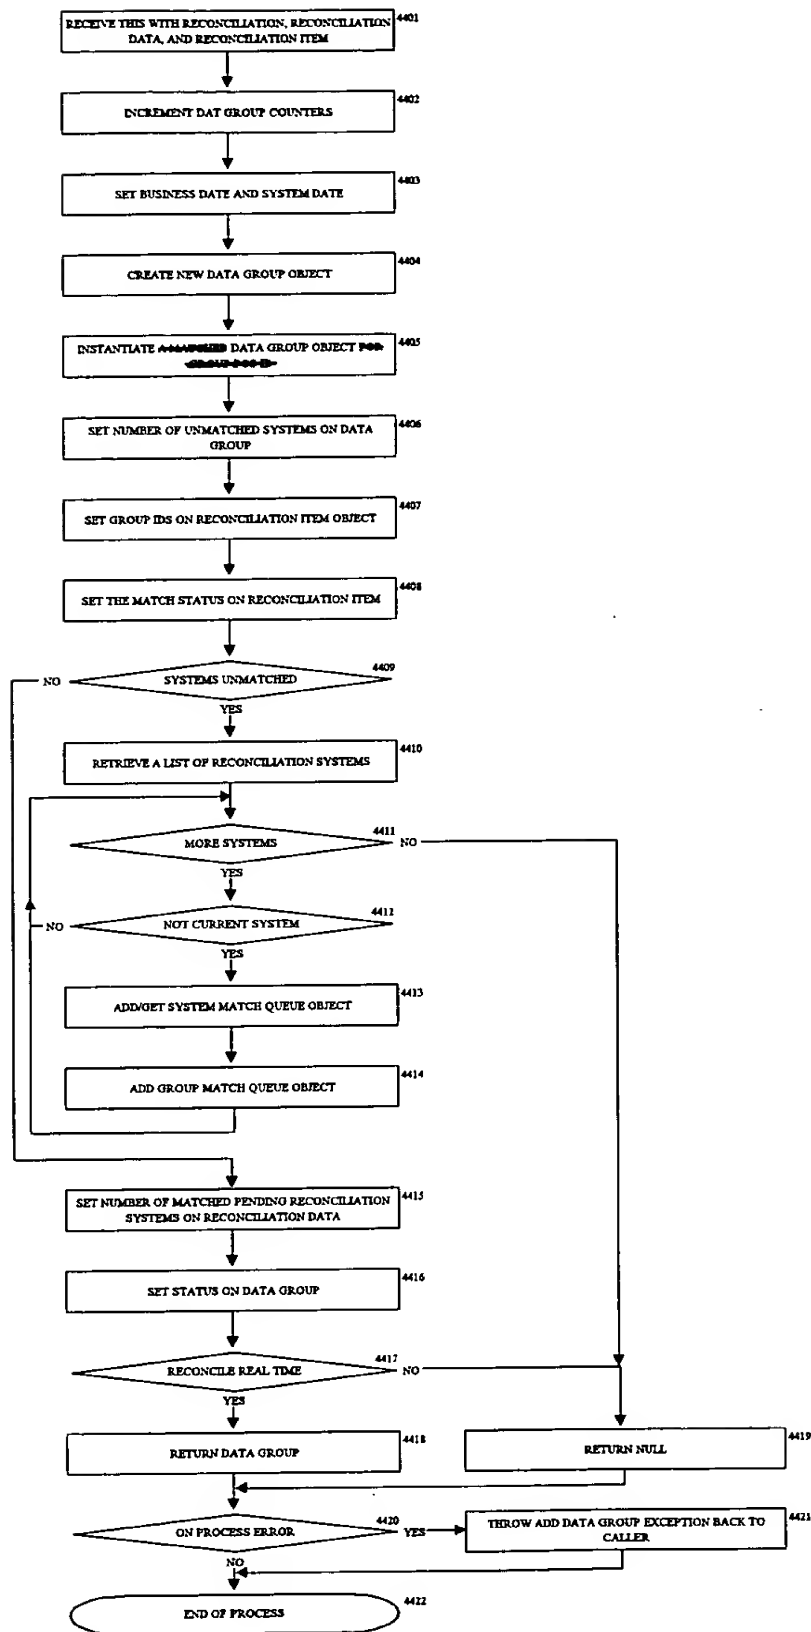 RECEIVE THIS WITH RECONCILIATION, RECONCILIATION
DATA, AND RECONCILIATION ITEM
4401
INCREMENT DAT GROUP COUNTERS
4402
SET BUSINESS DATE AND SYSTEM DATE
4403
CREATE NEW DATA GROUP OBJECT
4404
INSTANTIATE DATA GROUP OBJECT
4405
SET NUMBER OF UNMATCHED SYSTEMS ON DATA
GROUP
4406
SET GROUP IDS ON RECONCILIATION ITEM OBJECT
4407
SET THE MATCH STATUS ON RECONCILIATION ITEM
4408
SYSTEMS UNMATCHED
4409
NO
YES
RETRIEVE A LIST OF RECONCILIATION SYSTEMS
4410
MORE SYSTEMS
4411
NO
YES
NOT CURRENT SYSTEM
4412
NO
YES
ADD/GET SYSTEM MATCH QUEUE OBJECT
4413
ADD GROUP MATCH QUEUE OBJECT
4414
SET NUMBER OF MATCHED PENDING RECONCILIATION
SYSTEMS ON RECONCILIATION DATA
4415
SET STATUS ON DATA GROUP
4416
RECONCILE REAL TIME
4417
NO
YES
RETURN DATA GROUP
4418
RETURN NULL
4419
ON PROCESS ERROR
4420
YES
THROW ADD DATA GROUP EXCEPTION BACK TO
CALLER
4421
NO
END OF PROCESS
4422